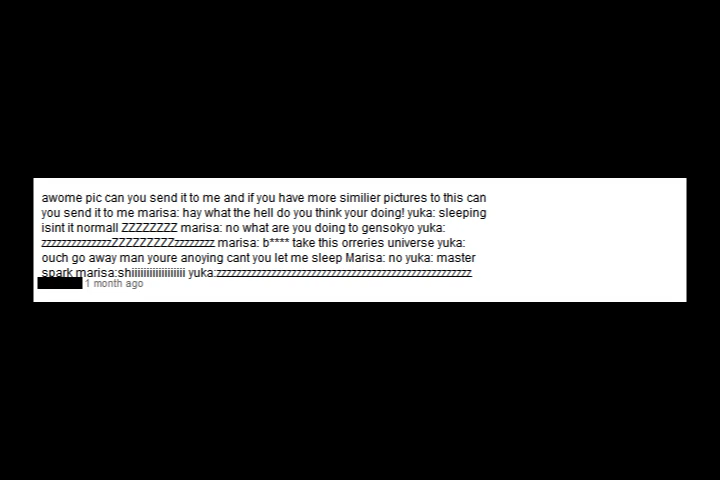 awome pic can you send it to me and if you have more similier pictures to this can
you send it to me marisa: hay what the hell do you think your doing! yuka: sleeping
isint it normall ZZZZZZZZ marisa: no what are you doing to gensokyo yuka:
zzzzzzzzzzzzzzZZZZZZZZZzzzzzzzz marisa: b**** take this orreries universe yuka:
ouch go away man youre anoying cant you let me sleep Marisa: no yuka: master
spark marisa:shiiiiiiiiiiiiiiiiii yuka:zzzzzzzzzzzzzzzzzzzzzzzzzzzzzzzzzzzzzzzzzzzzzzzzzzz
1 month ago